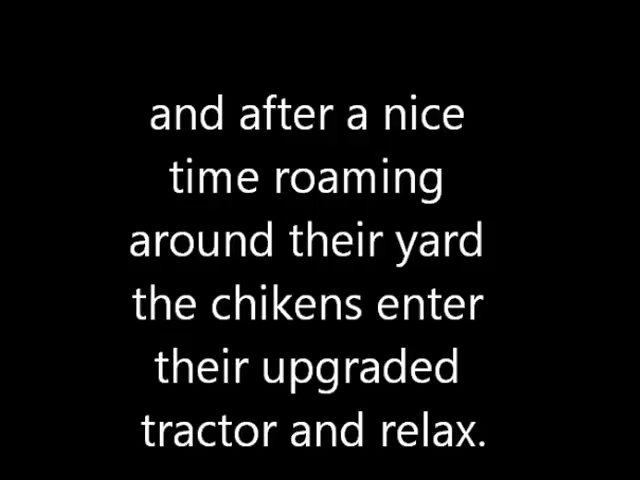 and after a nice
time roaming
around their yard
the chikens enter
their upgraded
tractor and relax.